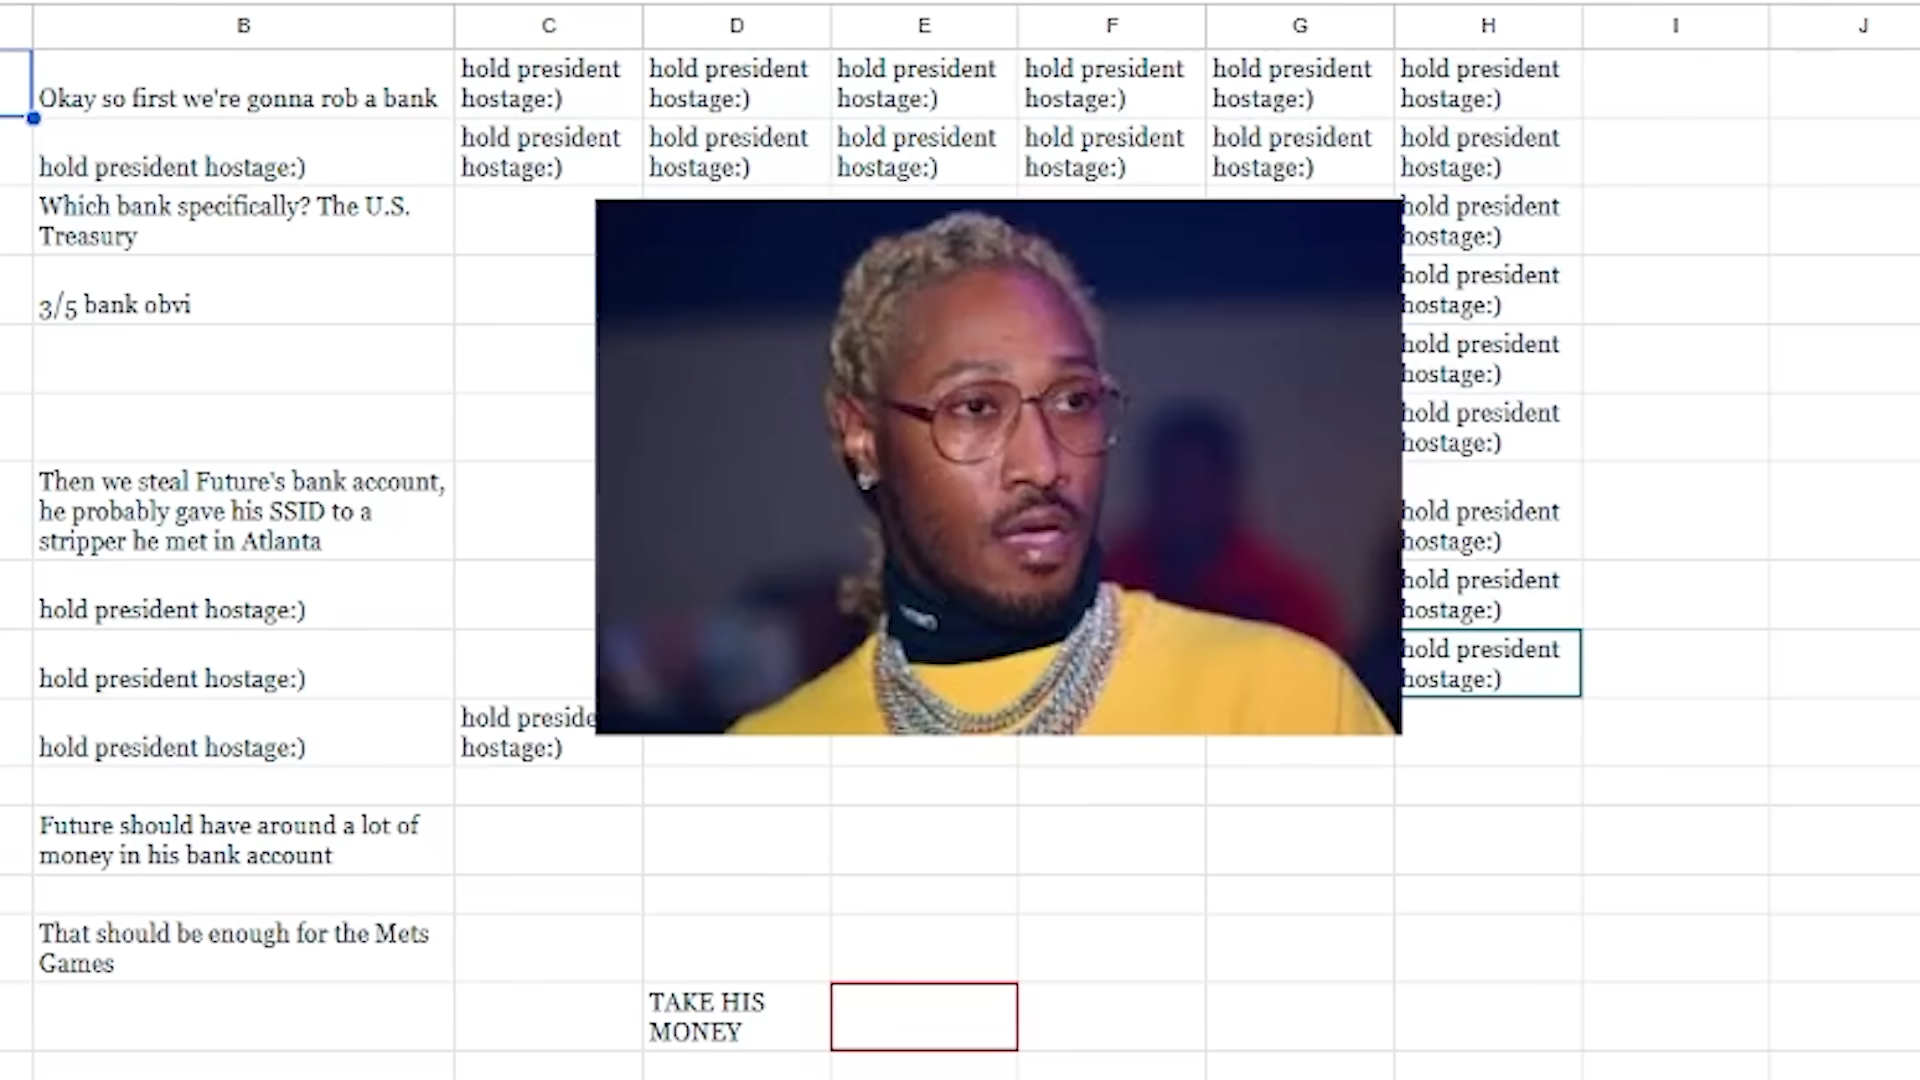 B C D E F G H I J
Okay so first we're gonna rob a bank
hold president
hostage:)
hold president
hostage:)
hold president
hostage:)
hold president
hostage:)
hold president
hostage:)
hold president
hostage:)
hold president hostage:)
hold president
hostage:)
hold president
hostage:)
hold president
hostage:)
hold president
hostage:)
hold president
hostage:)
hold president
hostage:)
Which bank specifically? The U.S.
Treasury
hold president
hostage:)
3/5 bank obvi
hold president
hostage:)
hold president
hostage:)
hold president
hostage:)
Then we steal Future's bank account,
he probably gave his SSID to a
stripper he met in Atlanta
hold president
hostage:)
hold president hostage:)
hold president
hostage:)
hold president hostage:)
hold president
hostage:)
hold president hostage:)
hold preside
hostage:)
Future should have around a lot of
money in his bank account
That should be enough for the Mets
Games
TAKE HIS
MONEY